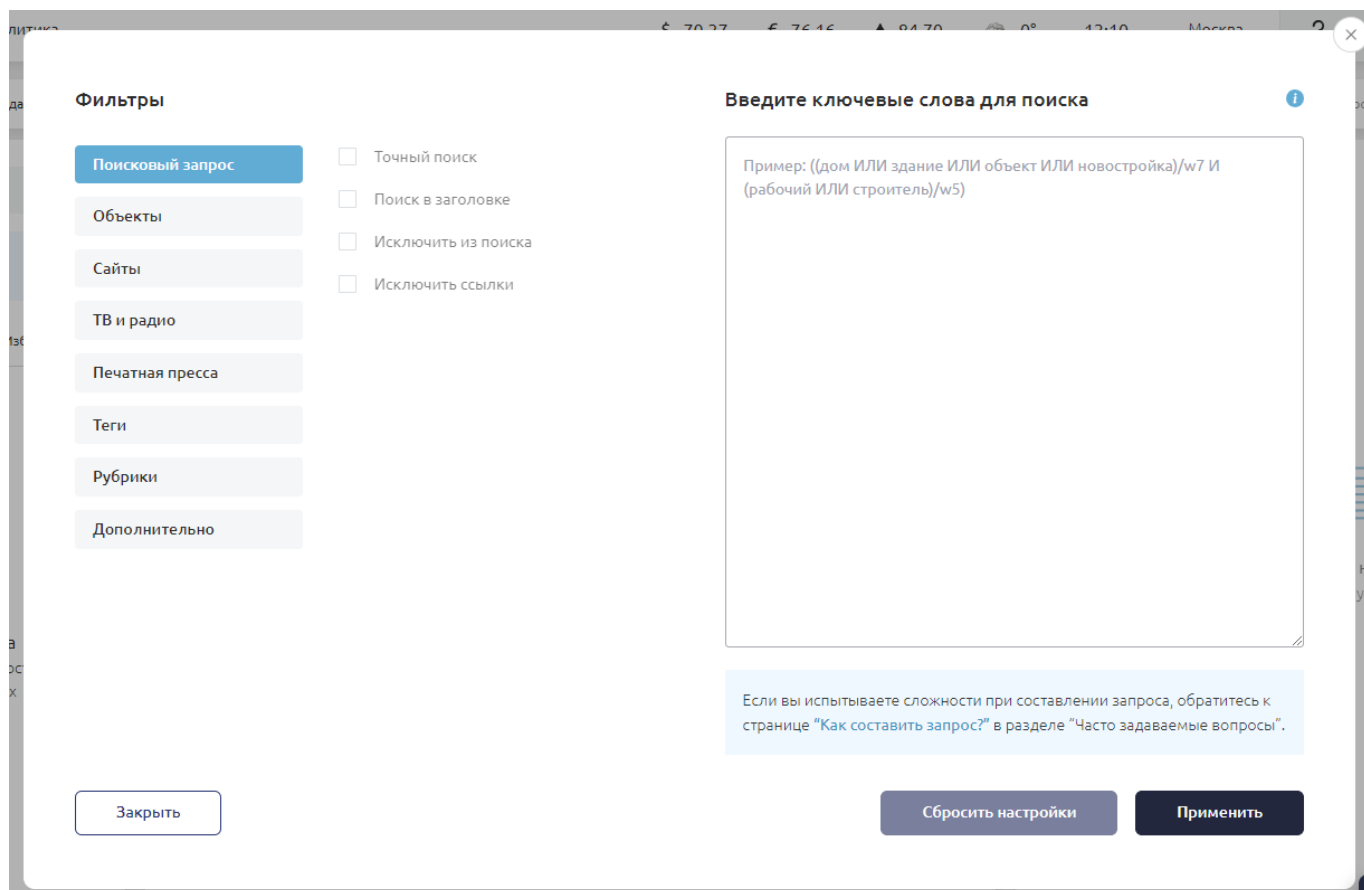 Москва
Фильтры
Введите ключевые слова для поиска
Поисковый запрос
Объекты
Сайты
ТВ и радио
Печатная пресса
Теги
Рубрики
Дополнительно
Точный поиск
Поиск в заголовке
Исключить из поиска
Исключить ссылки
Пример: ((дом ИЛИ здание ИЛИ объект ИЛИ новостройка)/w7 И
(рабочий ИЛИ строитель)/w5)
Если вы испытываете сложности при составлении запроса, обратитесь к
странице “Как составить запрос?” в разделе “Часто задаваемые вопросы”.
Закрыть
Сбросить настройки
Применить